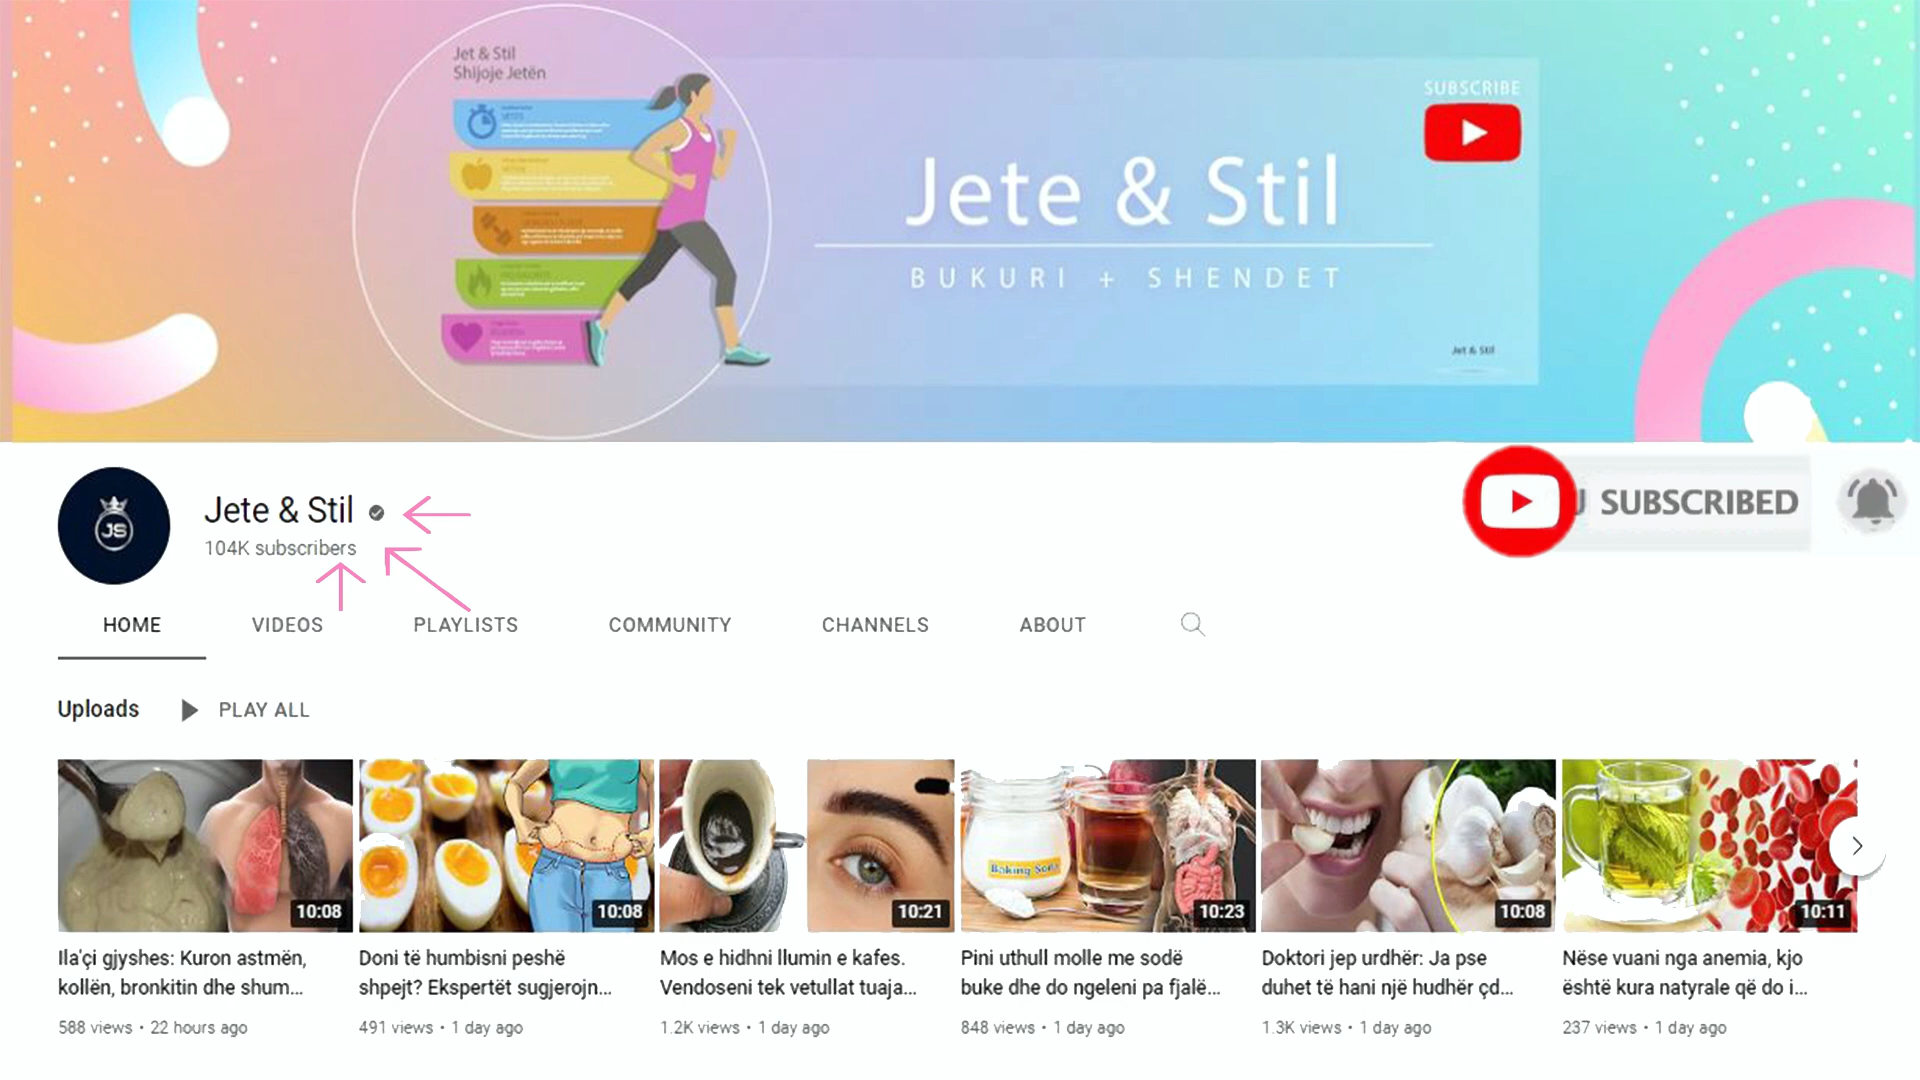 Jet & Stil
Shijoje Jetën
SUBSCRIBE
Jete & Stil
BUKURI + SHENDET
Jet & Stil
JS
Jete & Stil
104K subscribers
SUBSCRIBED
HOME VIDEOS PLAYLISTS COMMUNITY CHANNELS ABOUT
Uploads PLAY ALL
10:08
10:08
10:21
Baking Soda
10:23
10:08
10:11
Ila'çi gjyshes: Kuron astmën,
kollën, bronkitin dhe shum...
588 views • 22 hours ago
Doni të humbisni peshë
shpejt? Ekspertët sugjerojn...
491 views • 1 day ago
Mos e hidhni llumin e kafes.
Vendoseni tek vetullat tuaja...
1.2K views • 1 day ago
Pini uthull molle me sodë
buke dhe do ngeleni pa fjalë...
848 views • 1 day ago
Doktori jep urdhër: Ja pse
duhet të hani një hudhër çd...
1.3K views • 1 day ago
Nëse vuani nga anemia, kjo
është kura natyrale që do i...
237 views • 1 day ago